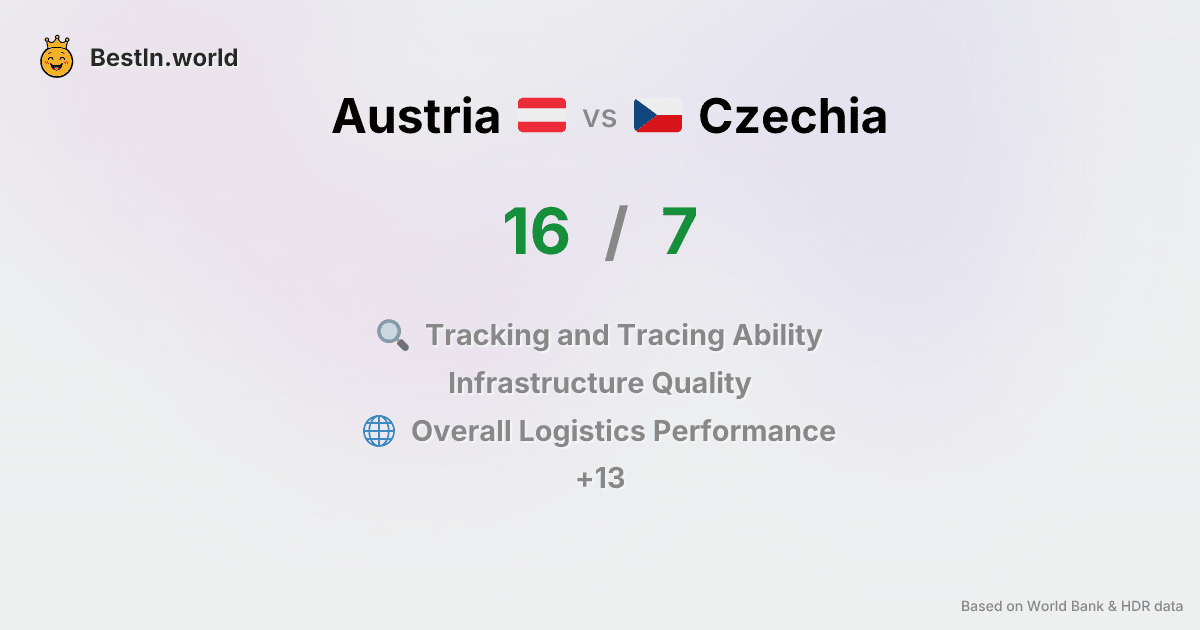 BestIn.world
Austria vs Czechia
16 / 7
Tracking and Tracing Ability
Infrastructure Quality
Overall Logistics Performance
+13
Based on World Bank & HDR data